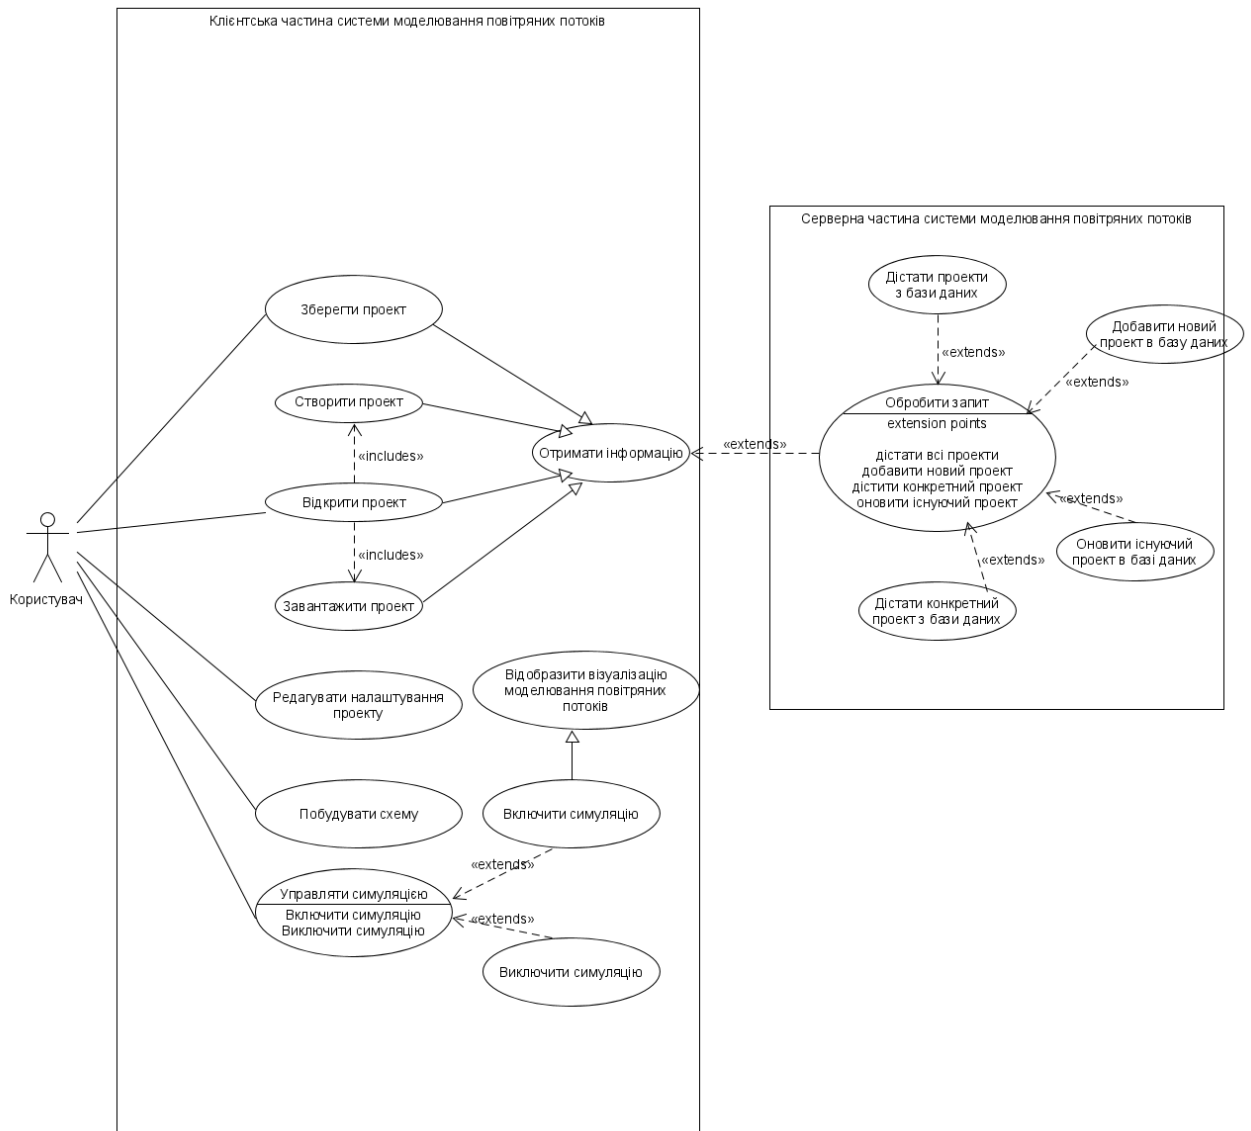 Клієнтська частина системи моделювання повітряних потоків
Серверна частина системи моделювання повітряних потоків
Дістати проекти
з бази даних
Зберегти проект
Добавити новий
проект в базу даних
«extends»
«extends»
Створити проект
Обробити запит
extension points
«extends»
Отримати інформацію
«includes»
дістати всі проекти
добавити новий проект
дістити конкретний проект
оновити існуючий проект
Відкрити проект
«extends»
«includes»
«extends»
Оновити існуючий
проект в базі даних
Користувач
Завантажити проект
Дістати конкретний
проект з бази даних
Відобразити візуалізацію
моделювання повітряних
потоків
Редагувати налаштування
проекту
Побудувати схему
Включити симуляцію
«extends»
Управляти симуляцією
Включити симуляцію
Виключити симуляцію
«extends»
Виключити симуляцію